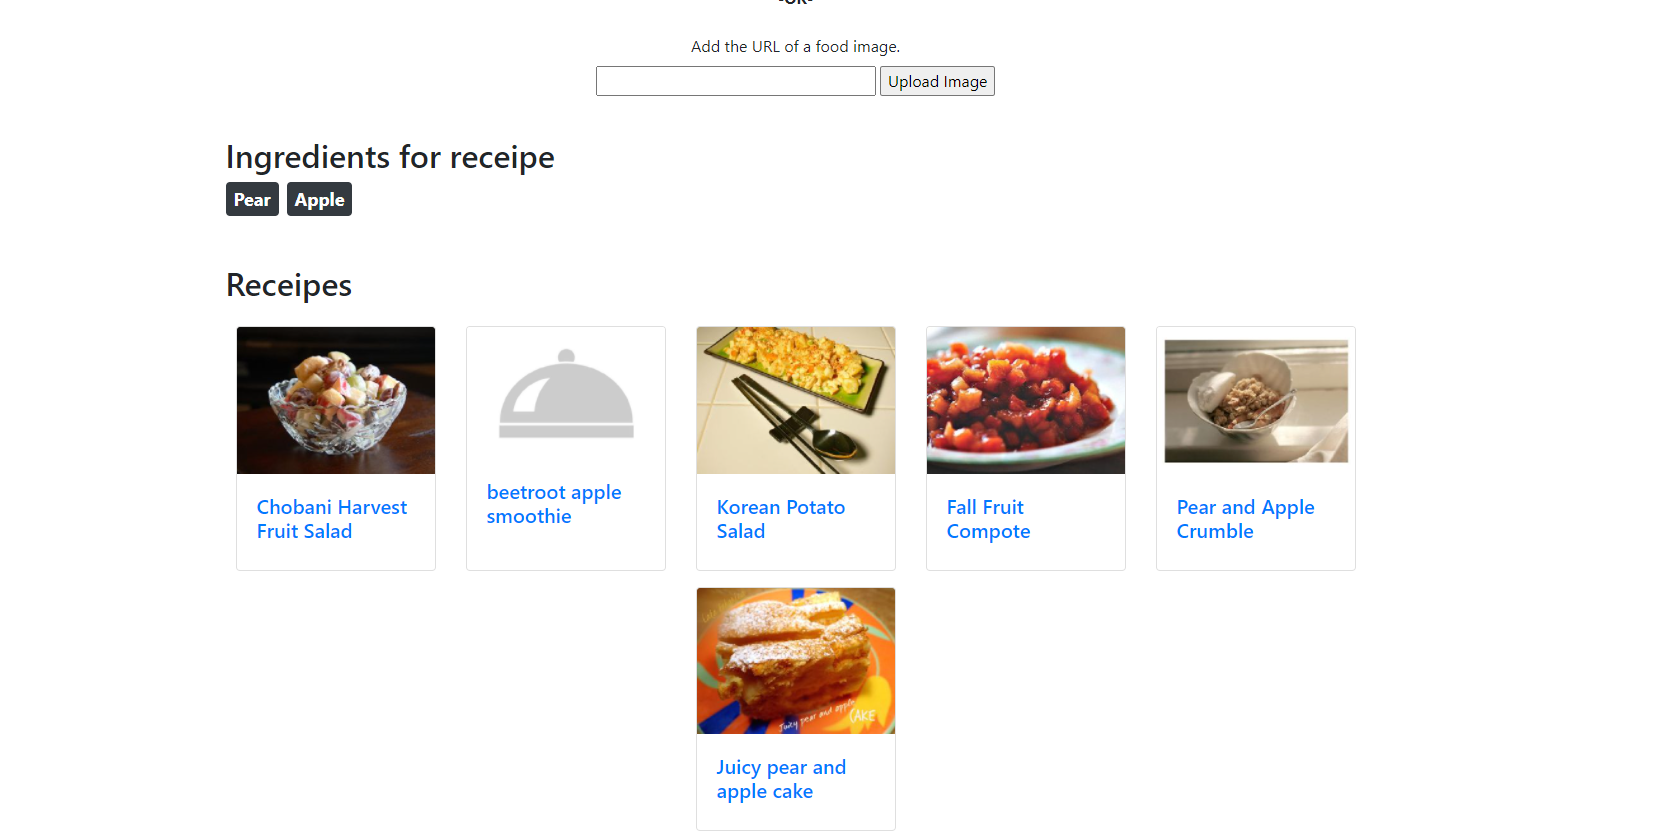 -OR-
Add the URL of a food image.
Upload Image
Ingredients for receipe
Pear Apple
Receipes
Chobani Harvest
Fruit Salad
beetroot apple
smoothie
Korean Potato
Salad
Fall Fruit
Compote
Pear and Apple
Crumble
Juicy pear and apple
CAKE
Juicy pear and
apple cake